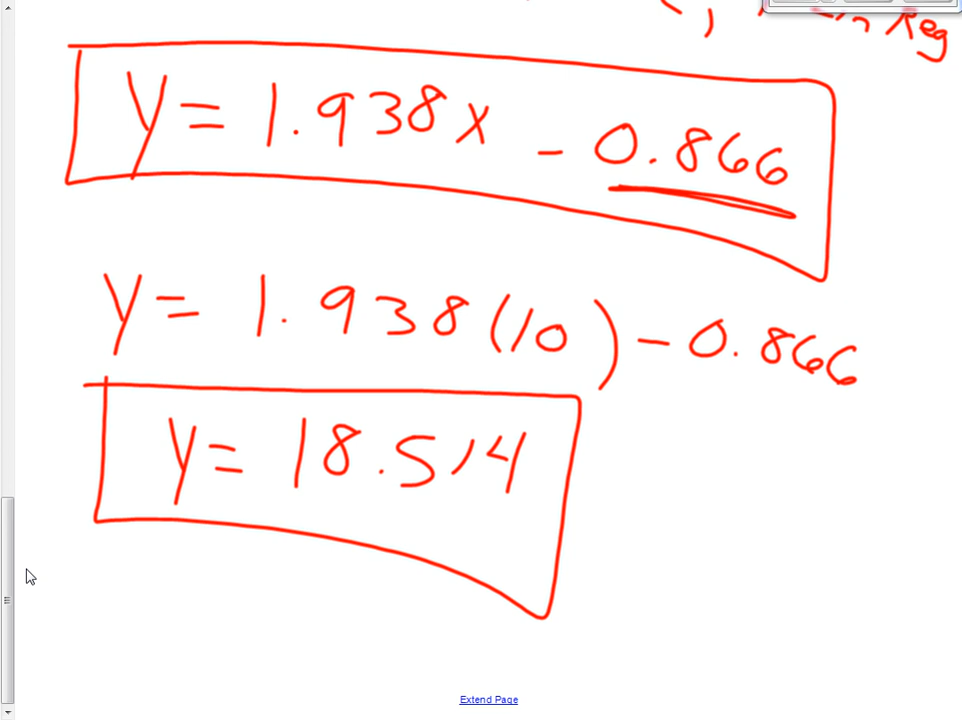 Reg
y = 1.938x - 0.866
y = 1.938(10) - 0.866
y = 18.514
Extend Page